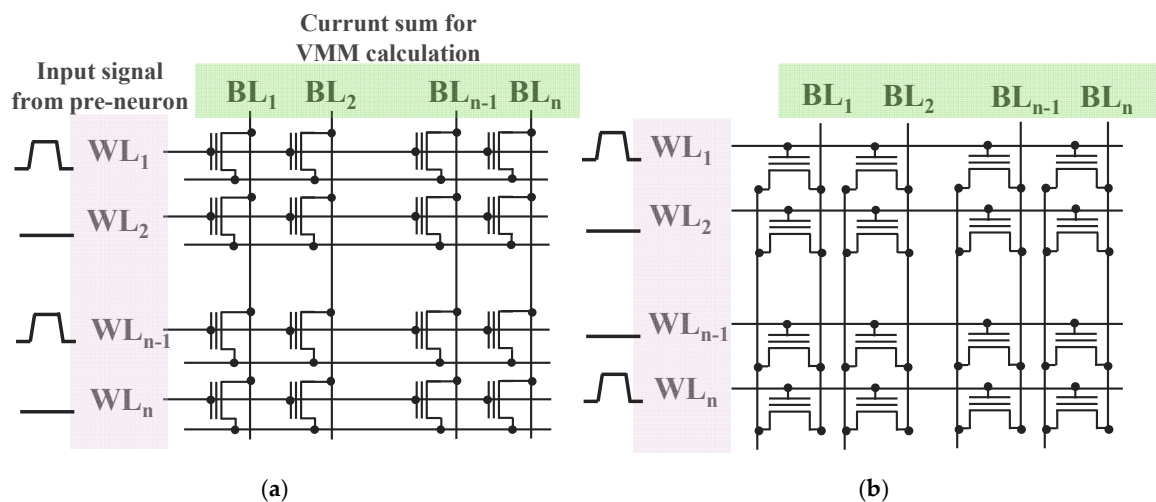 Currunt sum for
VMM calculation
Input signal
from pre-neuron
BL1 BL2 BLn-1 BLn
WL1
WL2
WLn-1
WLn
(a)
BL1 BL2 BLn-1 BLn
WL1
WL2
WLn-1
WLn
(b)